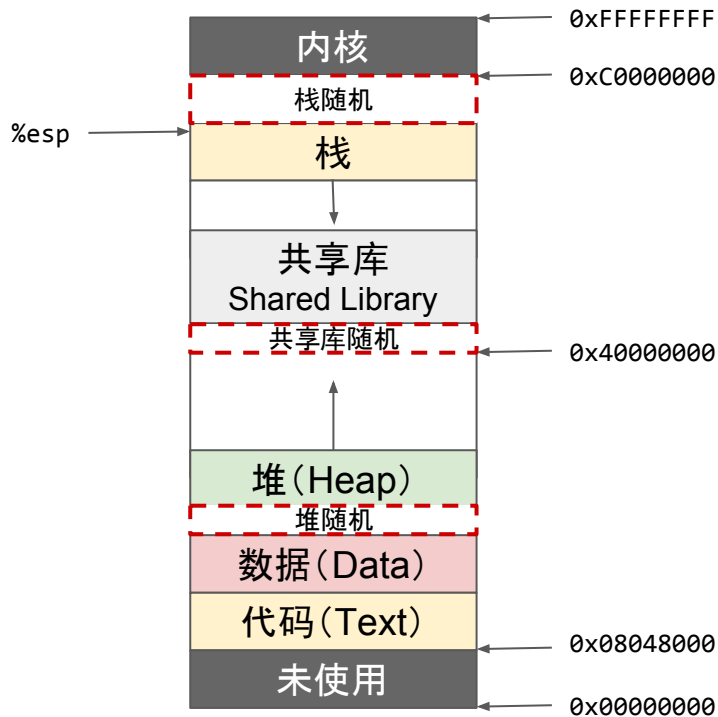 0xFFFFFFFF
内核
0xC0000000
栈随机
%esp
栈
共享库
Shared Library
共享库随机
0x40000000
堆(Heap)
堆随机
数据(Data)
代码(Text)
0x08048000
未使用
0x00000000